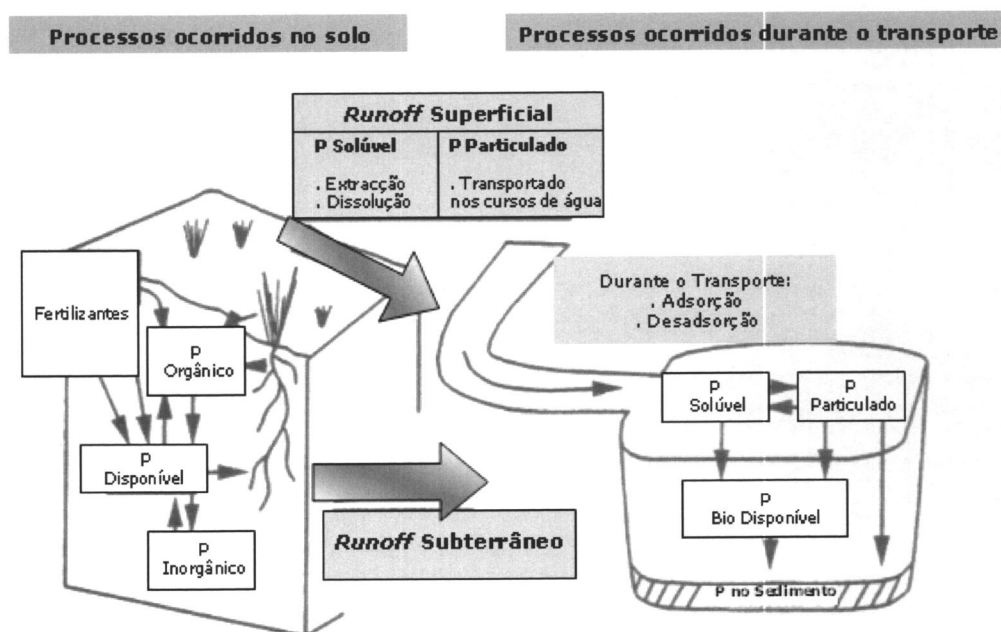 Processos ocorridos no solo
Processos ocorridos durante o transporte
Runoff Superficial
P Solúvel
. Extracção
. Dissolução
P Particulado
. Transportado
nos cursos de água
Fertilizantes
P
Orgânico
P
Disponível
P
Inorgânico
Runoff Subterrâneo
Durante o Transporte:
. Adsorção
. Desadsorção
P
Solúvel
P
Particulado
P
Bio Disponível
P no Sedimento